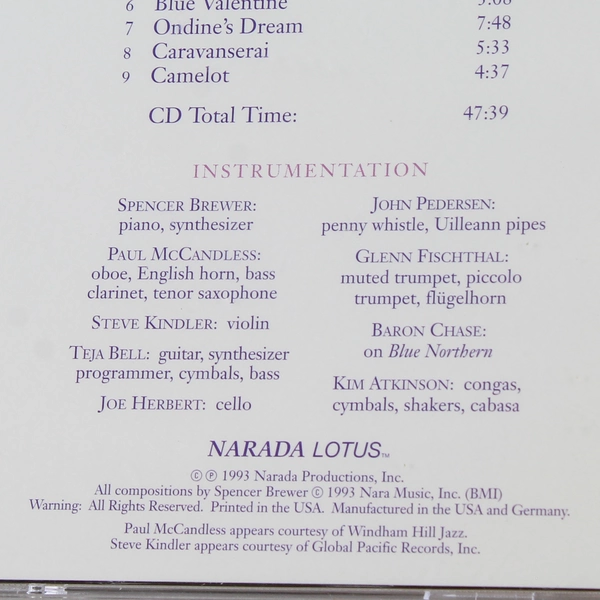 6 Blue Valentine 5:08
7 Ondine's Dream 7:48
8 Caravanserai 5:33
9 Camelot 4:37
CD Total Time: 47:39
INSTRUMENTATION
SPENCER BREWER:
piano, synthesizer
PAUL MCCANDLESS:
oboe, English horn, bass
clarinet, tenor saxophone
STEVE KINDLER: violin
TEJA BELL: guitar, synthesizer
programmer, cymbals, bass
JOE HERBERT: cello
JOHN PEDERSEN:
penny whistle, Uilleann pipes
GLENN FISCHTHAL:
muted trumpet, piccolo
trumpet, flügelhorn
BARON CHASE:
on Blue Northern
KIM ATKINSON: congas,
cymbals, shakers, cabasa
NARADA LOTUS™
© ℗ 1993 Narada Productions, Inc.
All compositions by Spencer Brewer © 1993 Nara Music, Inc. (BMI)
Warning: All Rights Reserved. Printed in the USA. Manufactured in the USA and Germany.
Paul McCandless appears courtesy of Windham Hill Jazz.
Steve Kindler appears courtesy of Global Pacific Records, Inc.